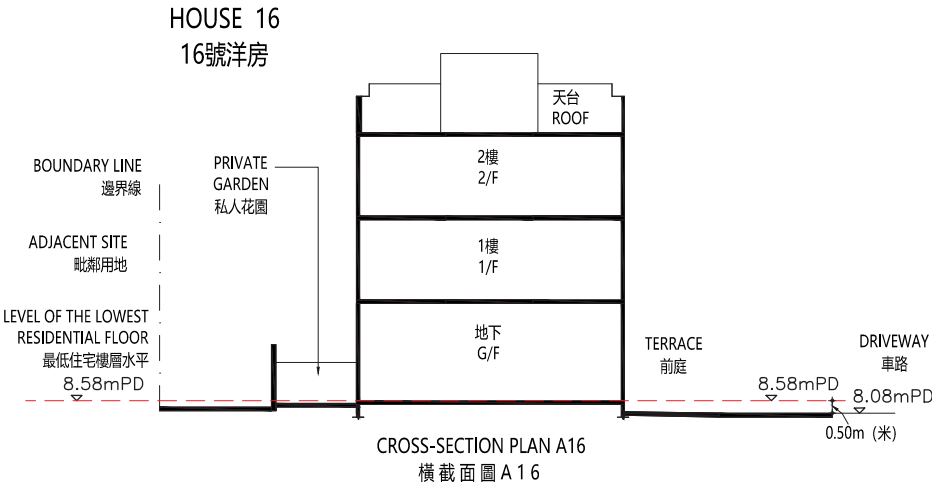 HOUSE 16
16號洋房
天台
ROOF
2樓
2/F
BOUNDARY LINE
邊界線
PRIVATE
GARDEN
私人花園
ADJACENT SITE
毗鄰用地
1樓
1/F
LEVEL OF THE LOWEST
RESIDENTIAL FLOOR
最低住宅樓層水平
8.58mPD
地下
G/F
TERRACE
前庭
DRIVEWAY
車路
8.58mPD
8.08mPD
0.50m (米)
CROSS-SECTION PLAN A16
橫截面圖A16